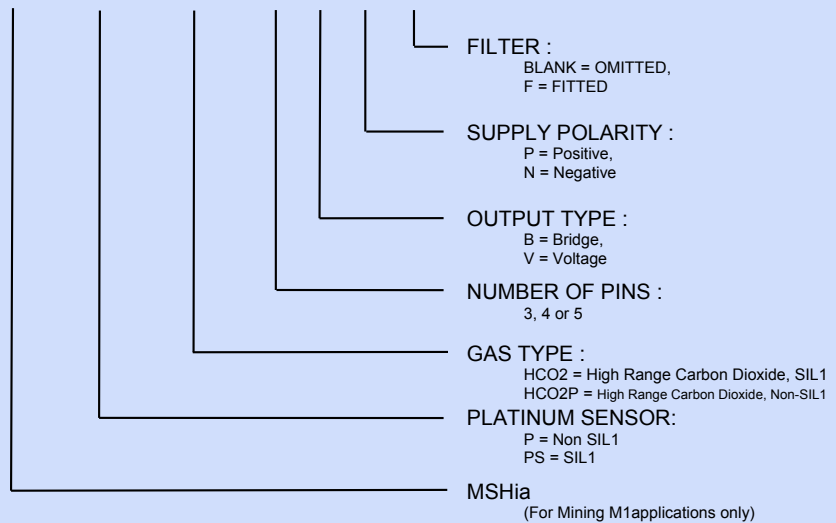 FILTER :
BLANK = OMITTED,
F = FITTED
SUPPLY POLARITY :
P = Positive,
N = Negative
OUTPUT TYPE :
B = Bridge,
V = Voltage
NUMBER OF PINS :
3, 4 or 5
GAS TYPE :
HCO2 = High Range Carbon Dioxide, SIL1
HCO2P = High Range Carbon Dioxide, Non-SIL1
PLATINUM SENSOR:
P = Non SIL1
PS = SIL1
MSHia
(For Mining M1applications only)